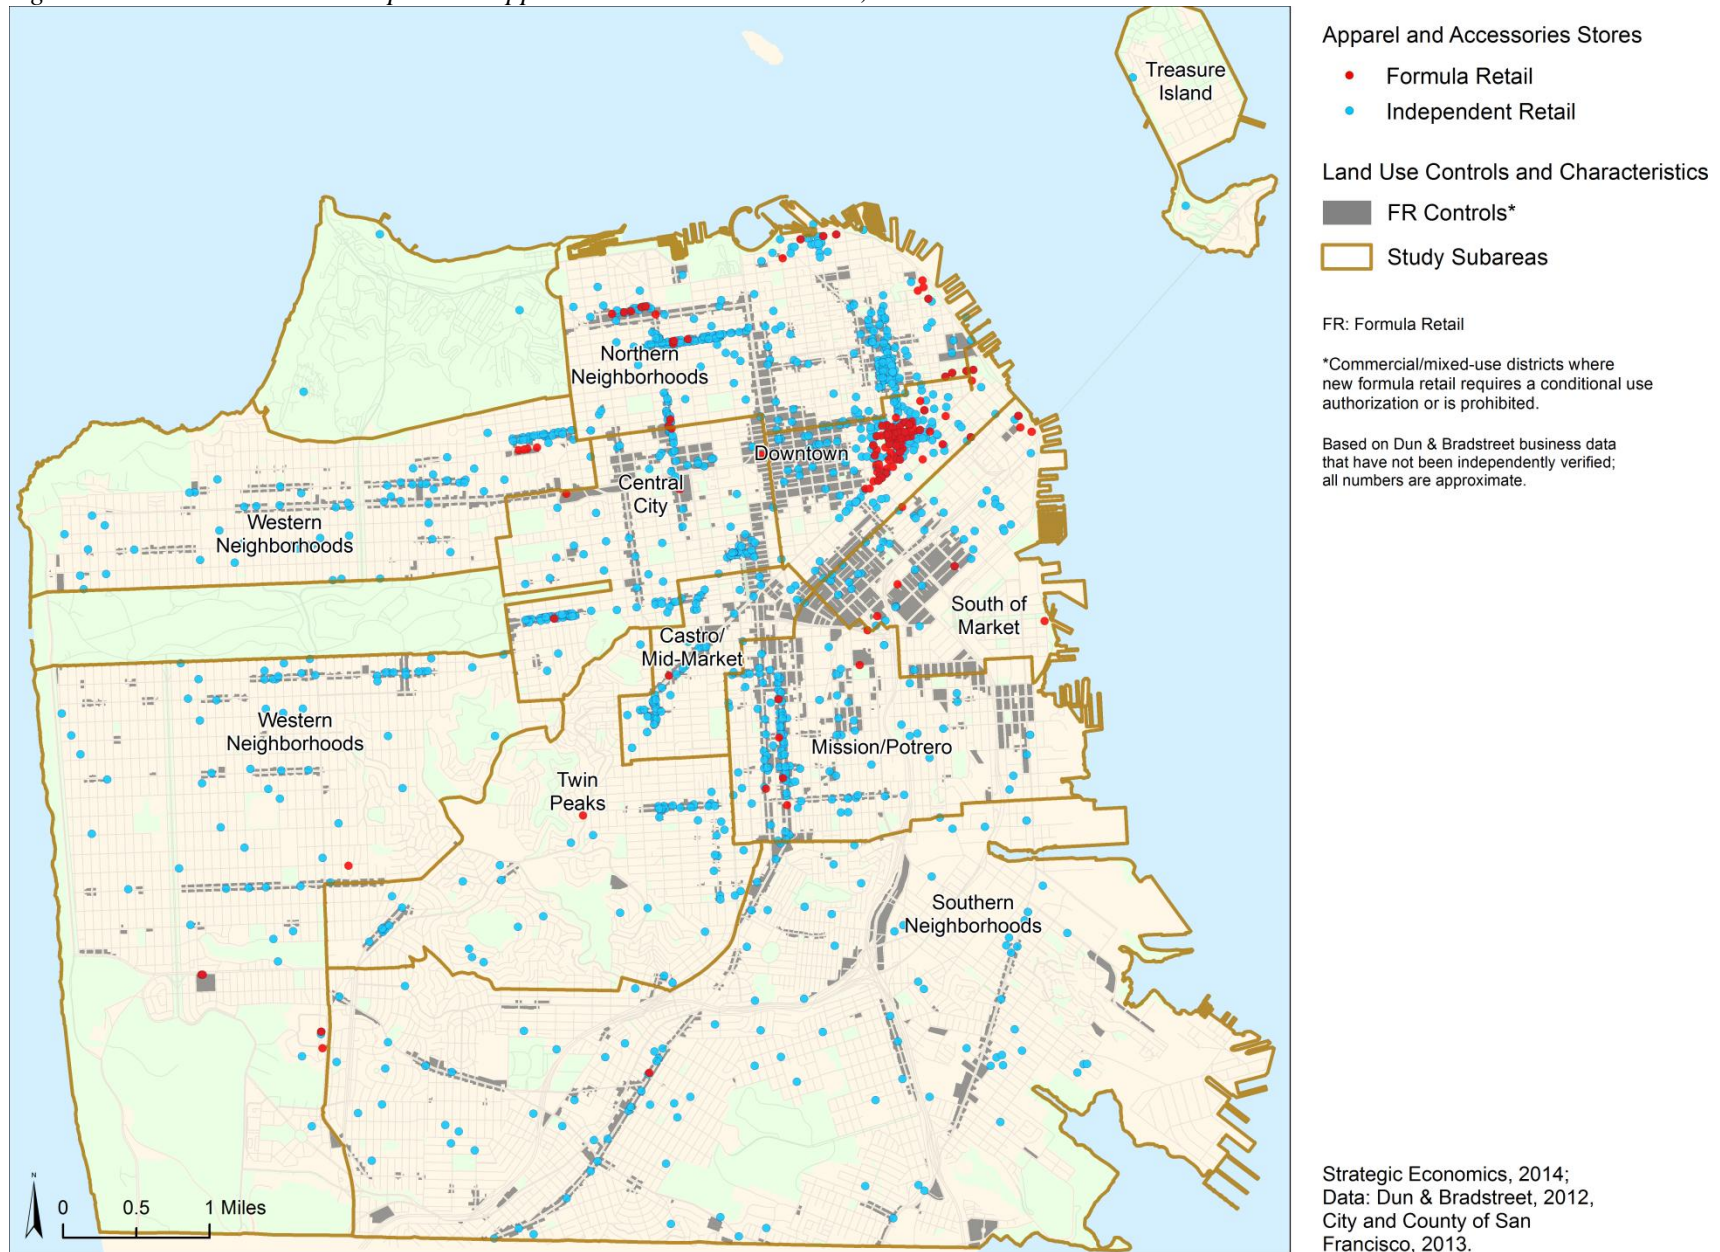 Treasure
Island
Northern
Neighborhoods
Downtown
Central
City
Western
Neighborhoods
South of
Market
Castro/
Mid-Market
Western
Neighborhoods
Mission/Potrero
Twin
Peaks
Southern
Neighborhoods
N
0 0.5 1 Miles
Apparel and Accessories Stores
Formula Retail
Independent Retail
Land Use Controls and Characteristics
FR Controls*
Study Subareas
FR: Formula Retail
*Commercial/mixed-use districts where
new formula retail requires a conditional use
authorization or is prohibited.
Based on Dun & Bradstreet business data
that have not been independently verified;
all numbers are approximate.
Strategic Economics, 2014;
Data: Dun & Bradstreet, 2012,
City and County of San
Francisco, 2013.